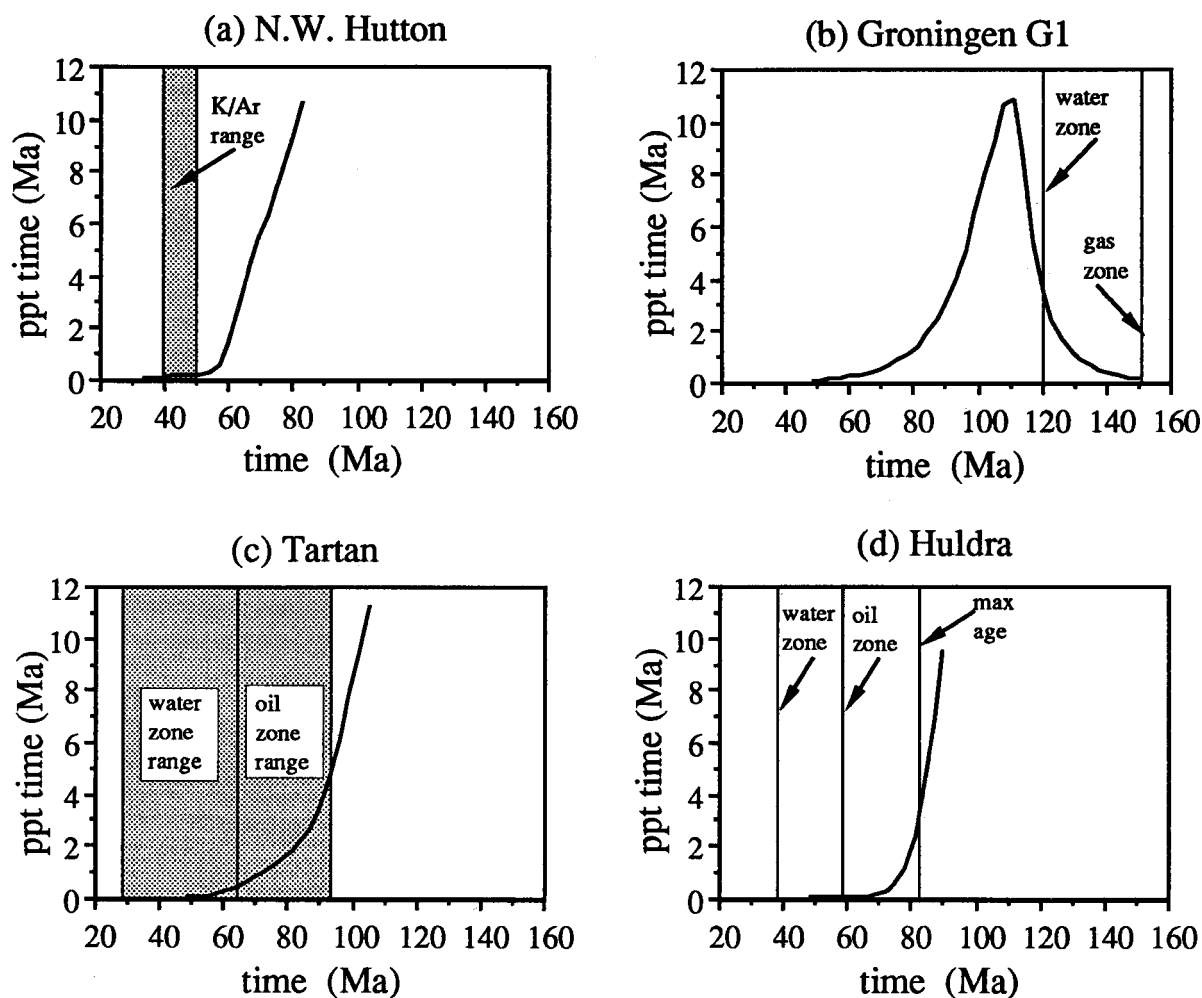 (a) N.W. Hutton
ppt time (Ma)
12
10
8
6
4
2
0
K/Ar
range
20 40 60 80 100 120 140 160
time (Ma)
(b) Groningen G1
ppt time (Ma)
12
10
8
6
4
2
0
water
zone
gas
zone
20 40 60 80 100 120 140 160
time (Ma)
(c) Tartan
ppt time (Ma)
12
10
8
6
4
2
0
water
zone
range
oil
zone
range
20 40 60 80 100 120 140 160
time (Ma)
(d) Huldra
ppt time (Ma)
12
10
8
6
4
2
0
water
zone
oil
zone
max
age
20 40 60 80 100 120 140 160
time (Ma)